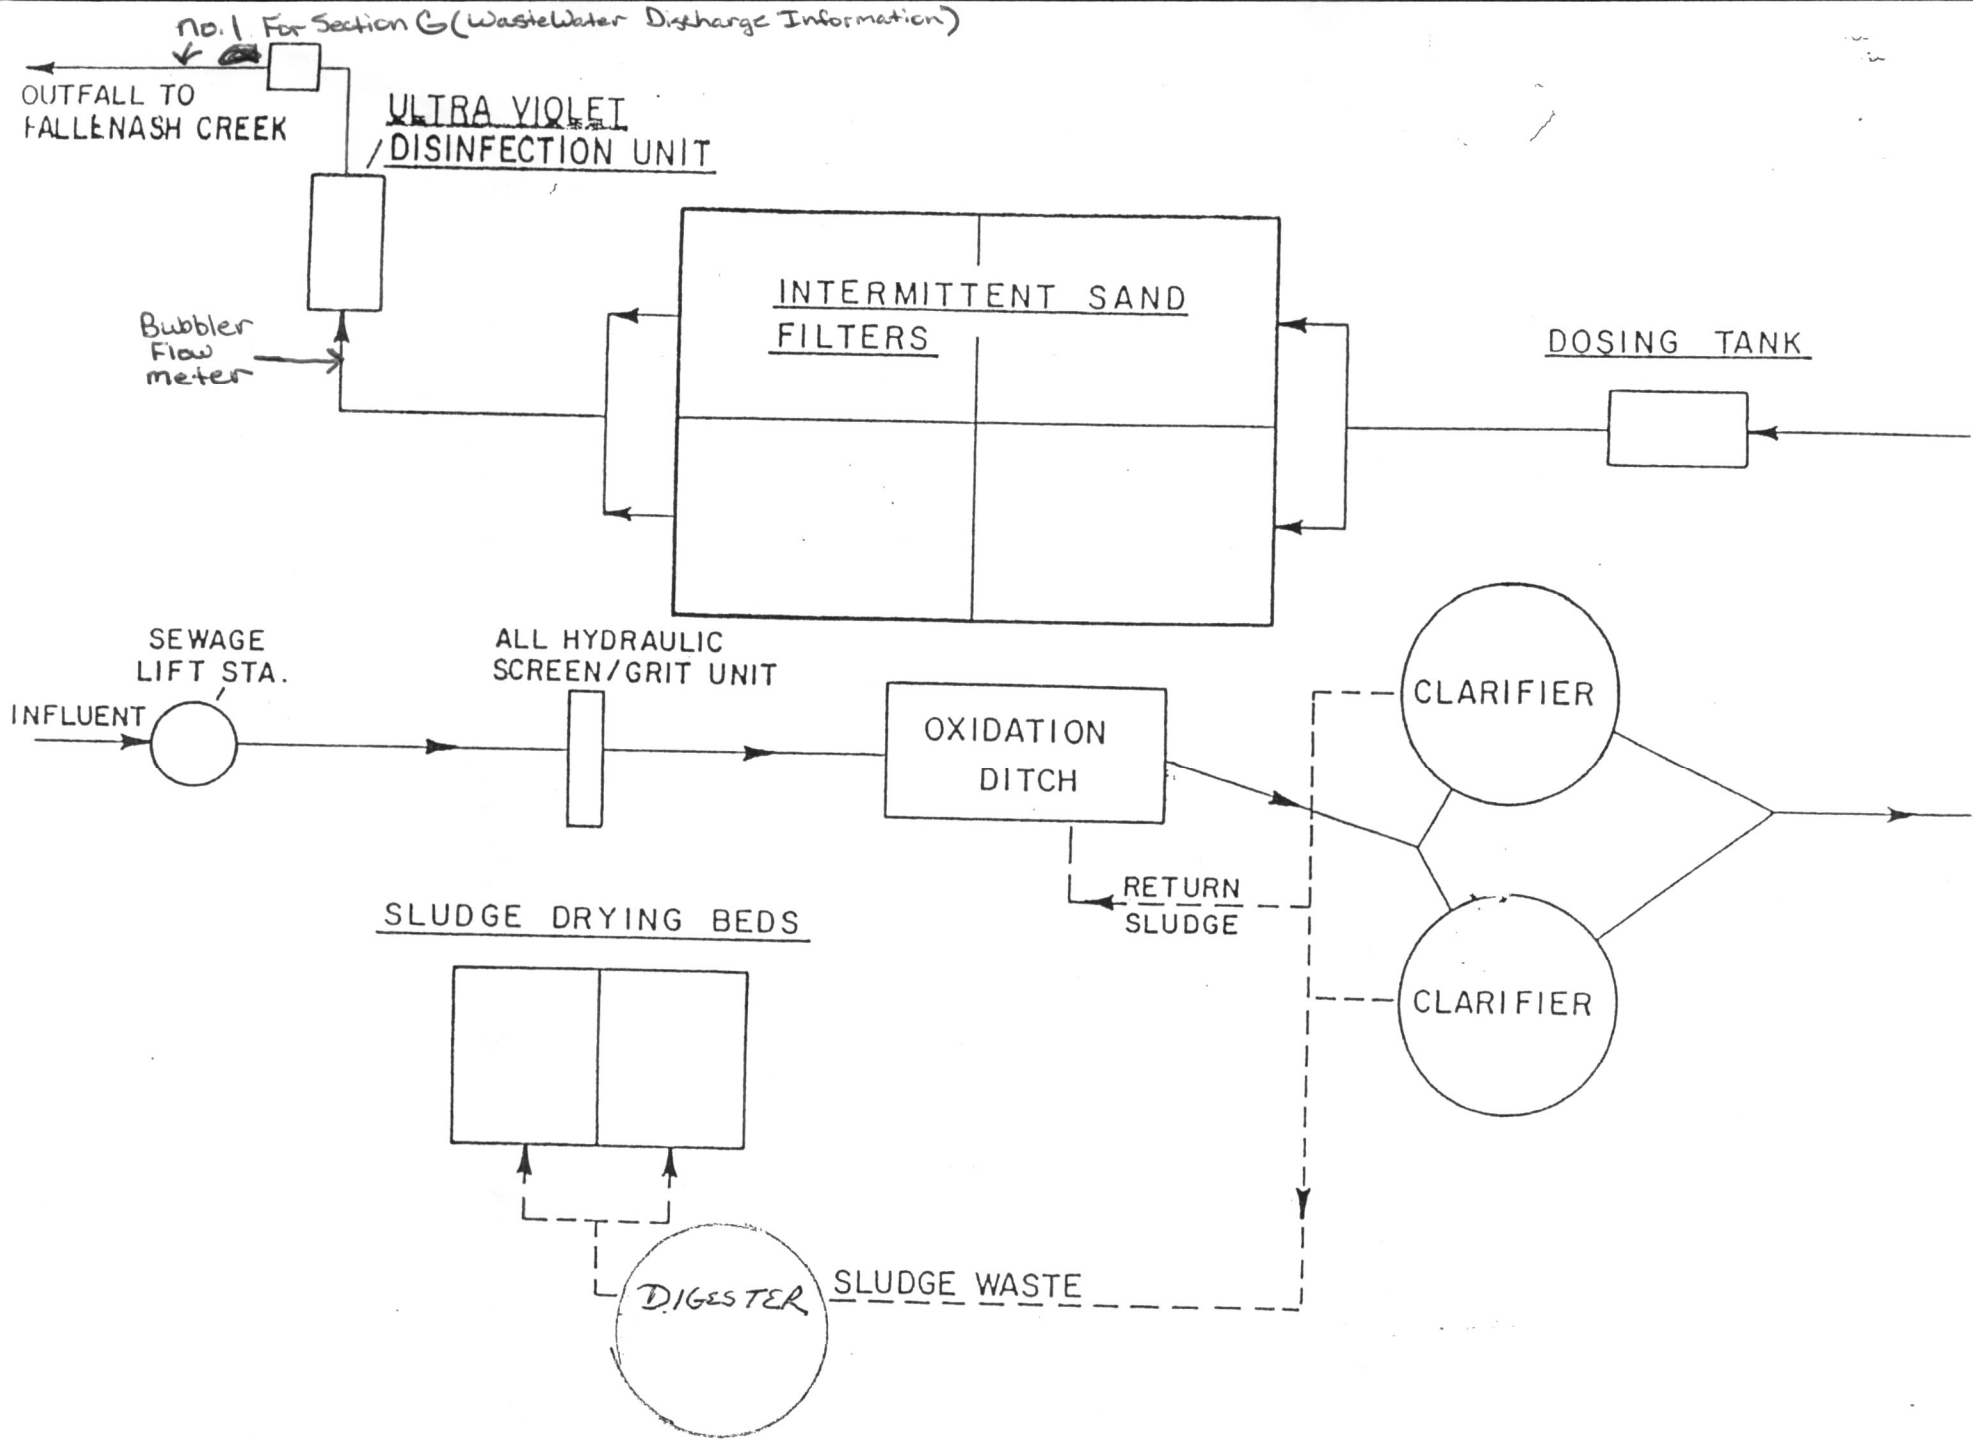 no. 1 For Section G (WasteWater Discharge Information)
OUTFALL TO
FALLENASH CREEK
ULTRA VIOLET
DISINFECTION UNIT
Bubbler
Flow
meter
INTERMITTENT SAND
FILTERS
DOSING TANK
SEWAGE
LIFT STA.
INFLUENT
ALL HYDRAULIC
SCREEN/GRIT UNIT
OXIDATION
DITCH
CLARIFIER
RETURN
SLUDGE
CLARIFIER
SLUDGE DRYING BEDS
DIGESTER
SLUDGE WASTE